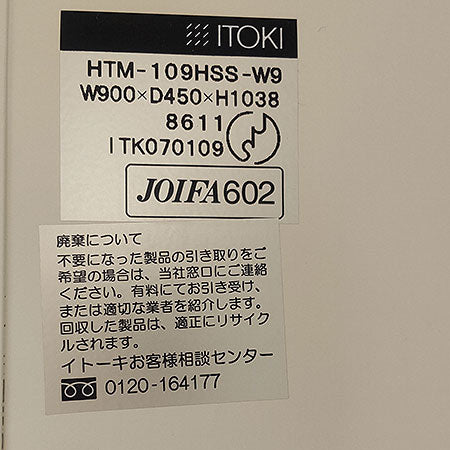 ITOKI
HTM-109HSS-W9
W900×D450×H1038
8611
ITK070109
JOIFA602
廃棄について
不要になった製品の引き取りをご
希望の場合は、当社窓口にご連絡
ください。有料にてお引き受け、
または適切な業者を紹介します。
回収した製品は、適正にリサイク
ルされます。
イトーキお客様相談センター
0120-164177